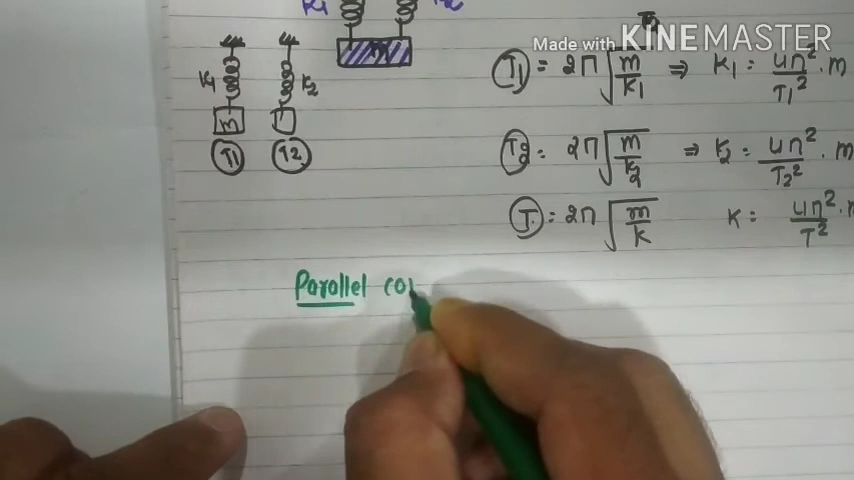 K1 K2
Made with KINEMASTER
T1 = 2π√m/K1 ⇒ K1 = 4π²/T1² . m
K1 K2
m
T1 T2
T2 = 2π√m/K2 ⇒ K2 = 4π²/T2² . m
T = 2π√m/k K = 4π²/T² . m
Parallel co